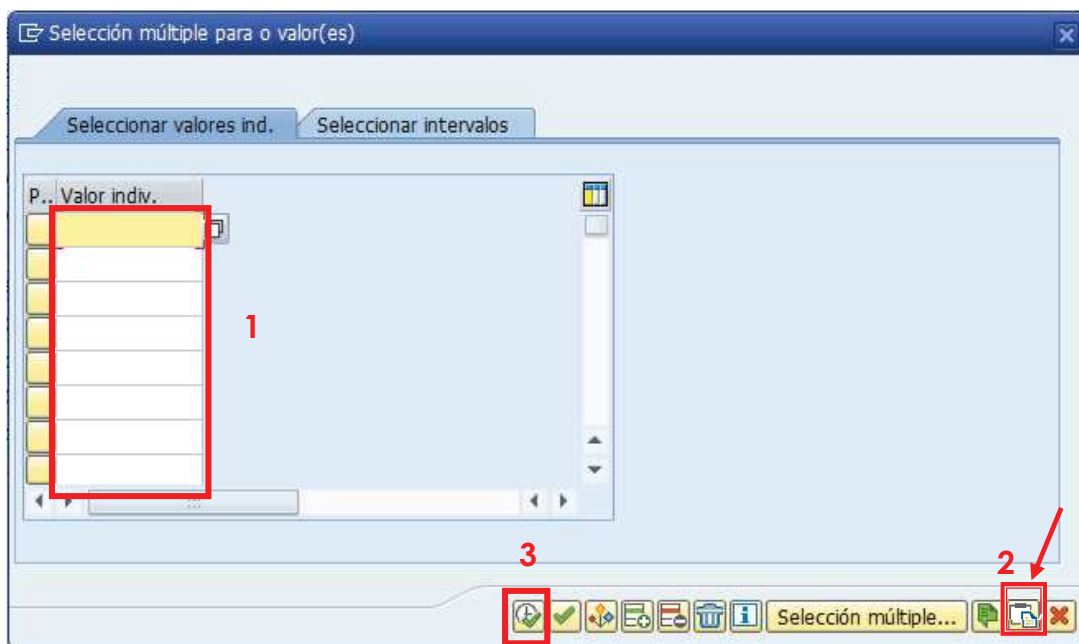 Selección múltiple para o valor(es)
Seleccionar valores ind. Seleccionar intervalos
P.. Valor indiv.
1
3
2
Selección múltiple...